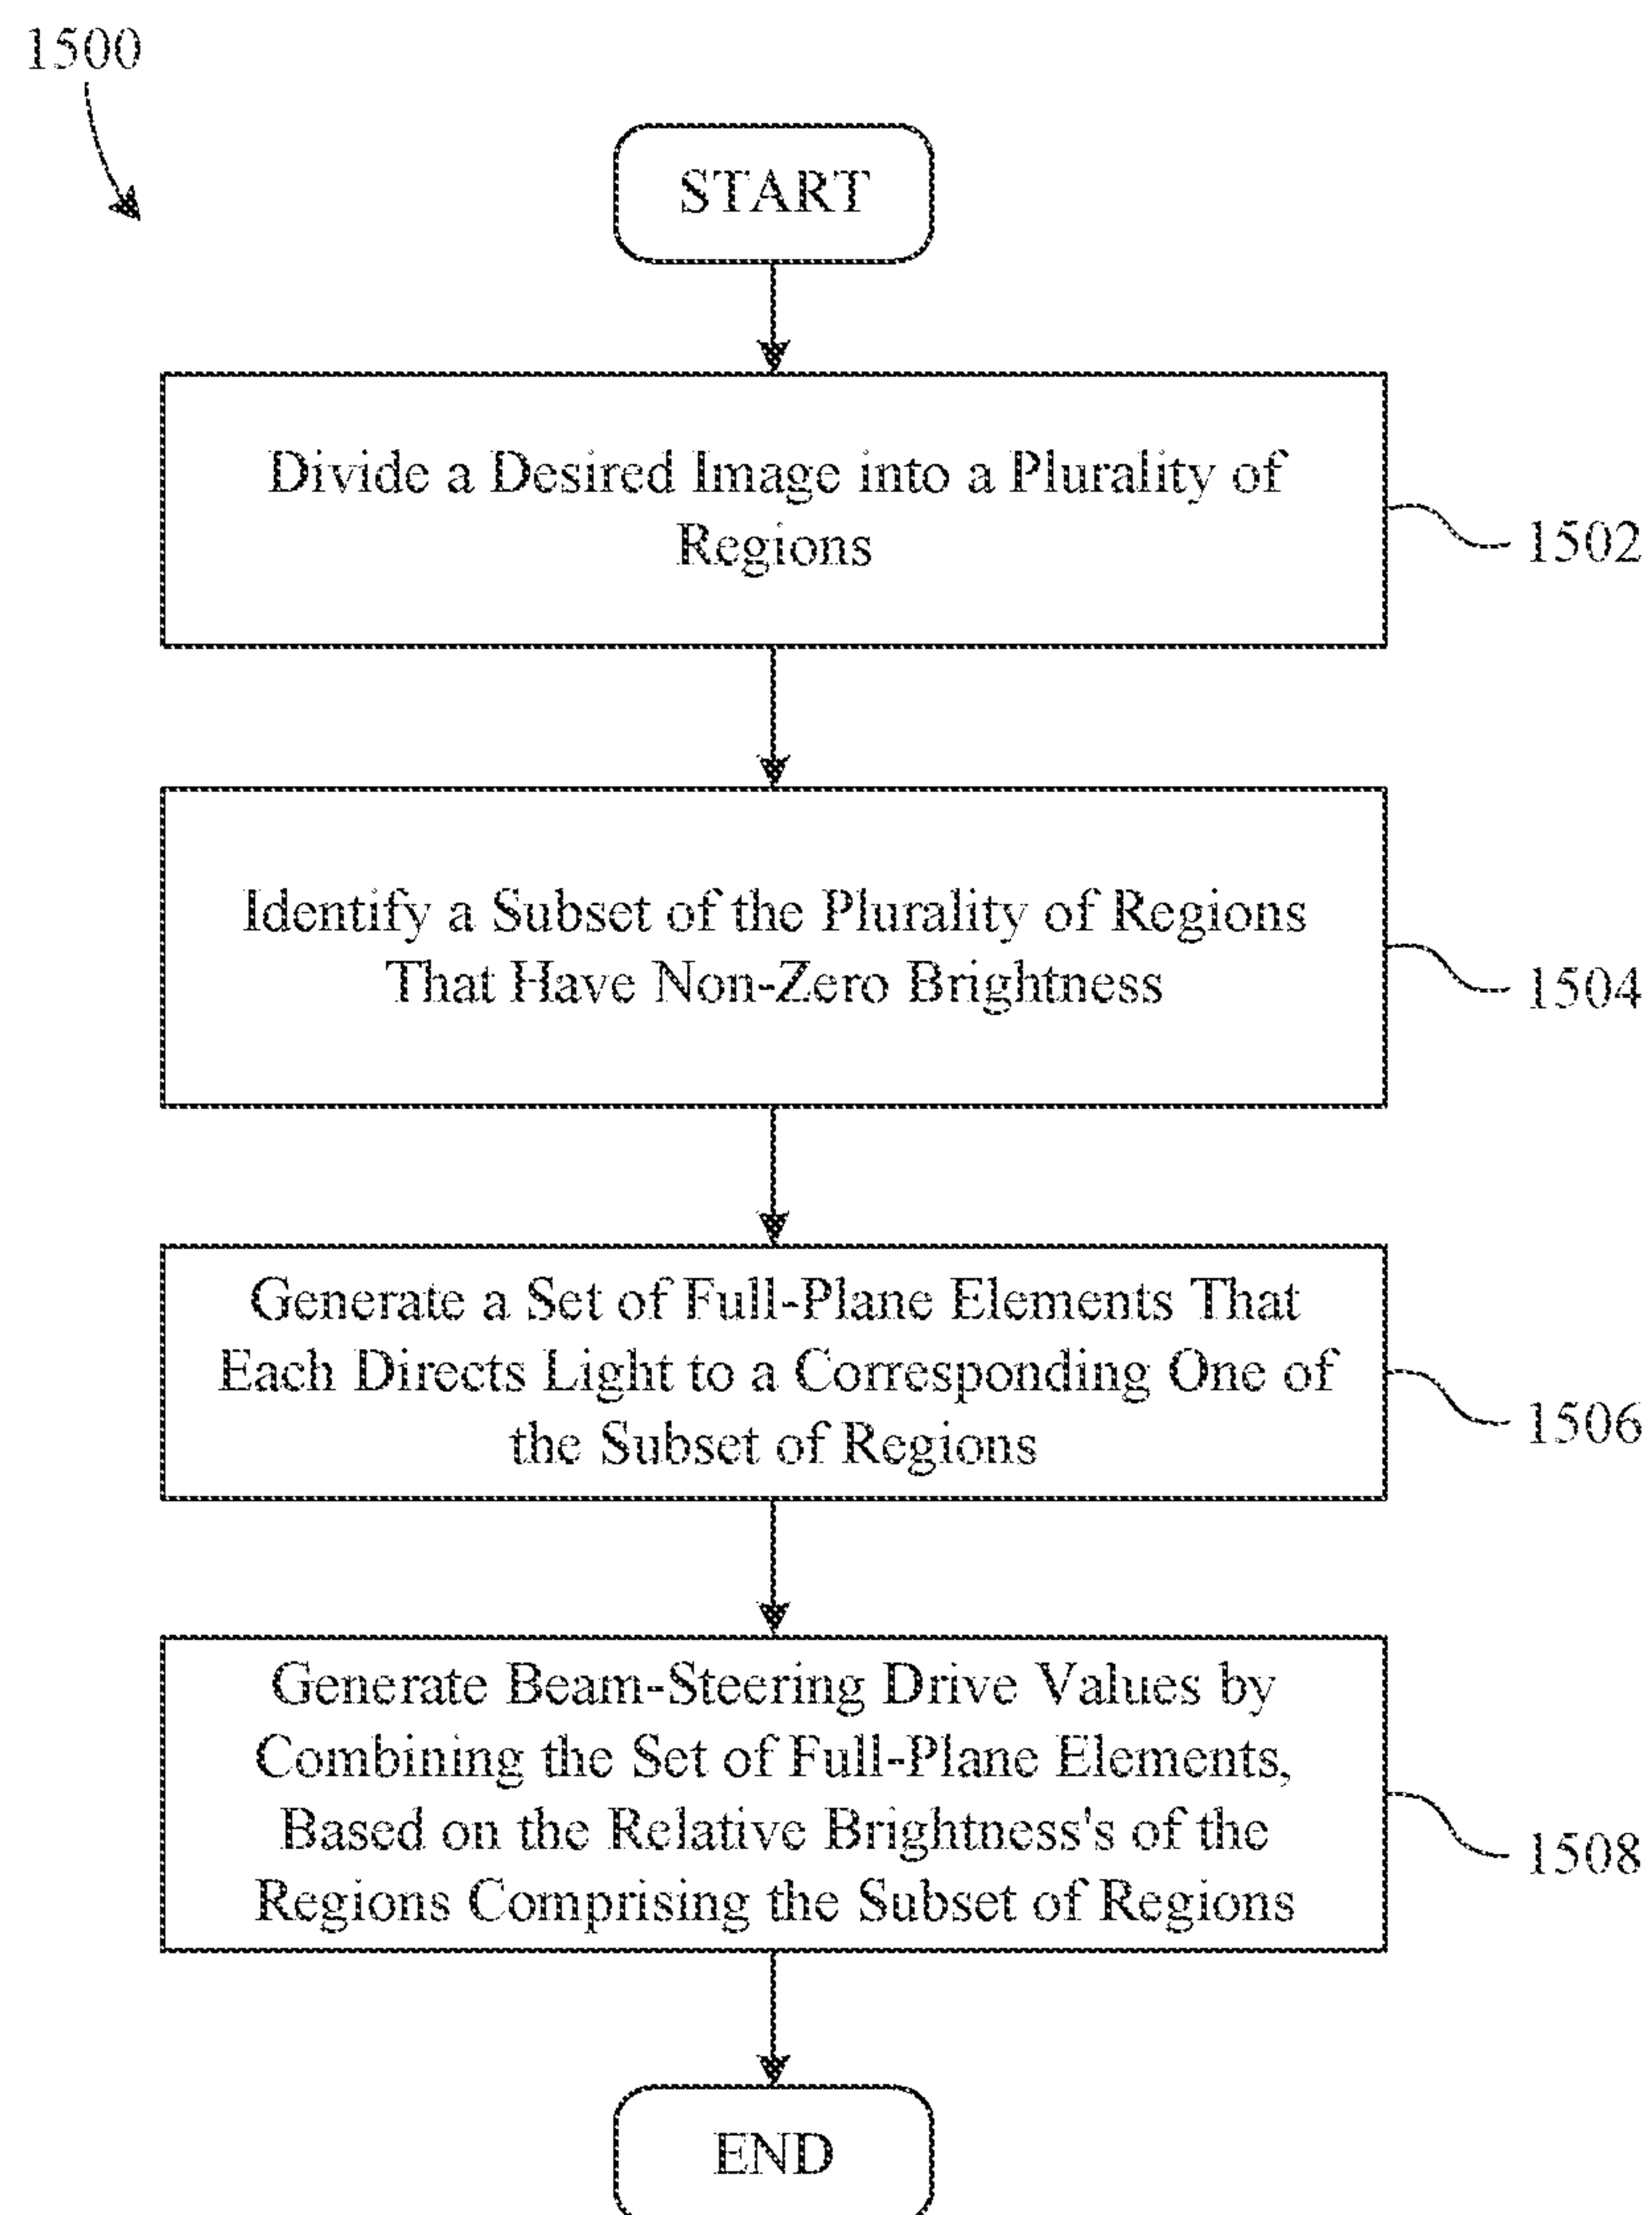 1500
START
Divide a Desired Image into a Plurality of
Regions
1502
Identify a Subset of the Plurality of Regions
That Have Non-Zero Brightness
1504
Generate a Set of Full-Plane Elements That
Each Directs Light to a Corresponding One of
the Subset of Regions
1506
Generate Beam-Steering Drive Values by
Combining the Set of Full-Plane Elements,
Based on the Relative Brightness's of the
Regions Comprising the Subset of Regions
1508
END